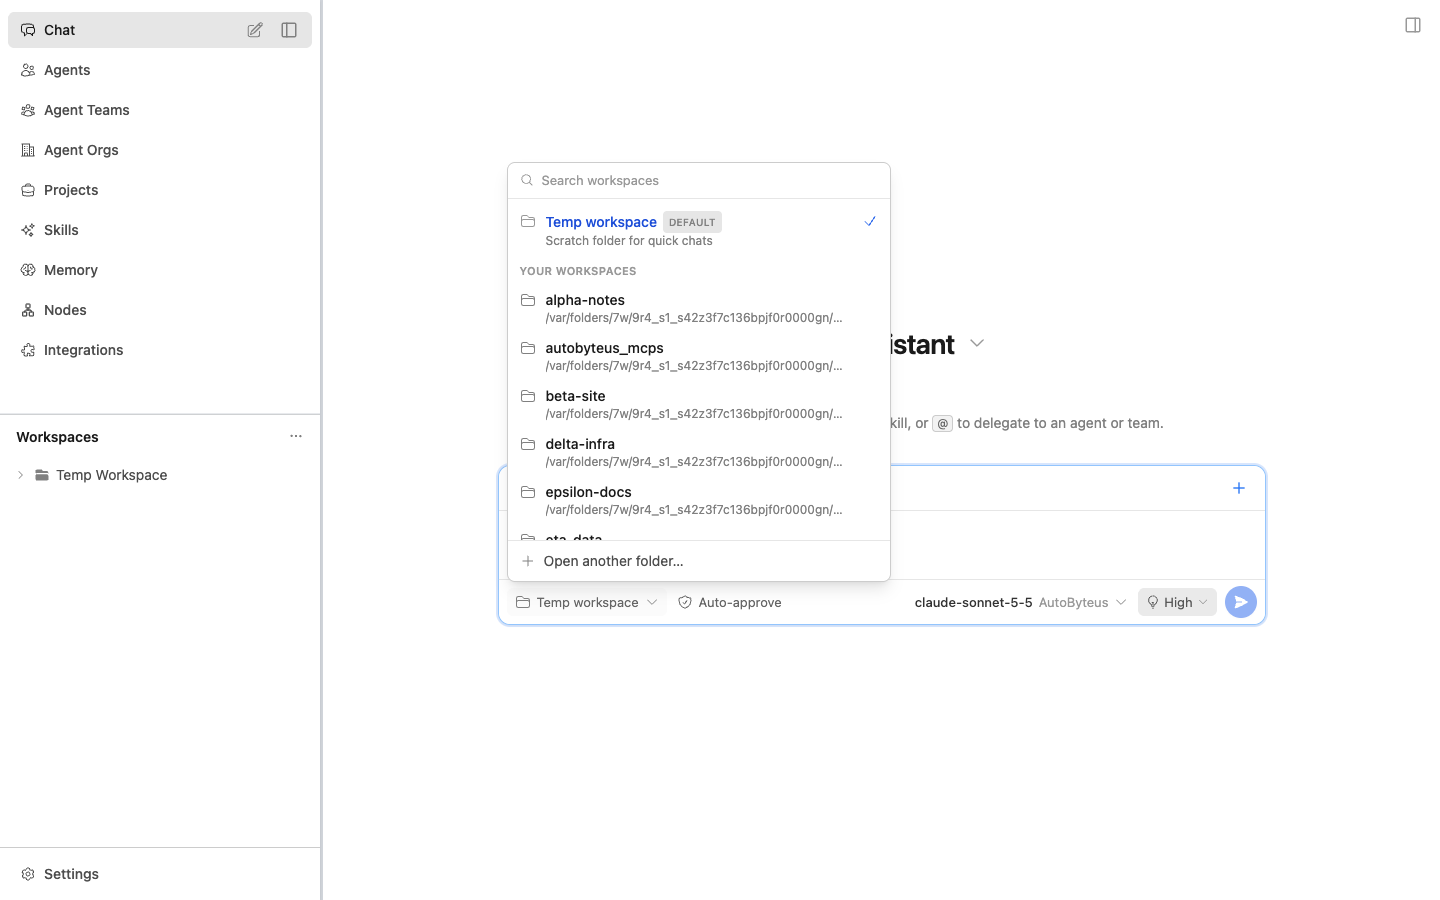 Chat
Agents
Agent Teams
Agent Orgs
Projects
Skills
Memory
Nodes
Integrations
Workspaces
Temp Workspace
Settings
Search workspaces
Temp workspace DEFAULT
Scratch folder for quick chats
YOUR WORKSPACES
alpha-notes
/var/folders/7w/9r4_s1_s42z3f7c136bpjf0r0000gn/...
autobyteus_mcps
/var/folders/7w/9r4_s1_s42z3f7c136bpjf0r0000gn/...
beta-site
/var/folders/7w/9r4_s1_s42z3f7c136bpjf0r0000gn/...
delta-infra
/var/folders/7w/9r4_s1_s42z3f7c136bpjf0r0000gn/...
epsilon-docs
/var/folders/7w/9r4_s1_s42z3f7c136bpjf0r0000gn/...
Open another folder...
istant
kill, or @ to delegate to an agent or team.
Temp workspace Auto-approve claude-sonnet-5-5 AutoByteus High